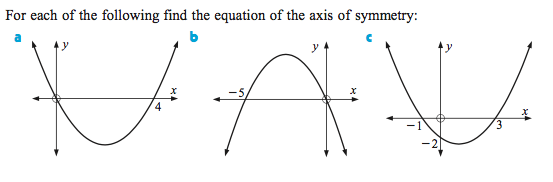 For each of the following find the equation of the axis of symmetry:
a
y
x
4
b
y
x
-5
c
y
x
-1
3
-2